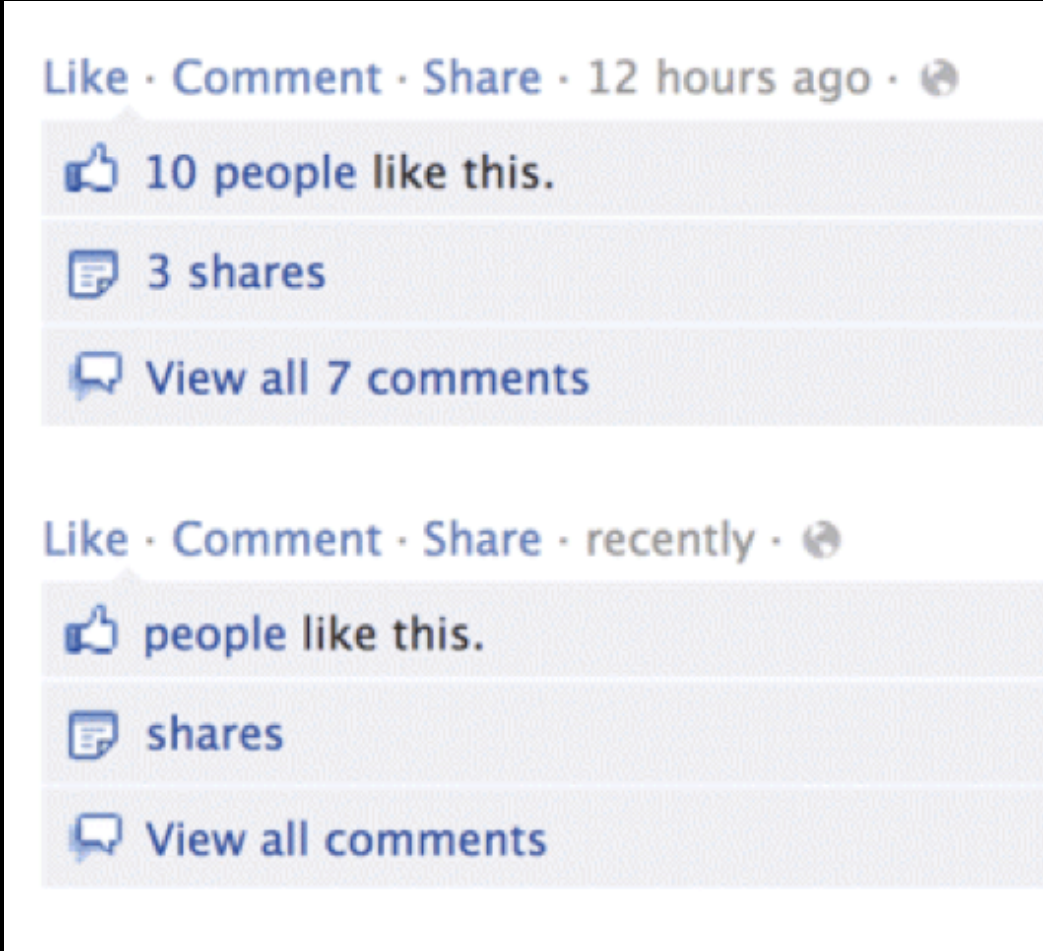 Like · Comment · Share · 12 hours ago ·
10 people like this.
3 shares
View all 7 comments
Like · Comment · Share · recently ·
people like this.
shares
View all comments